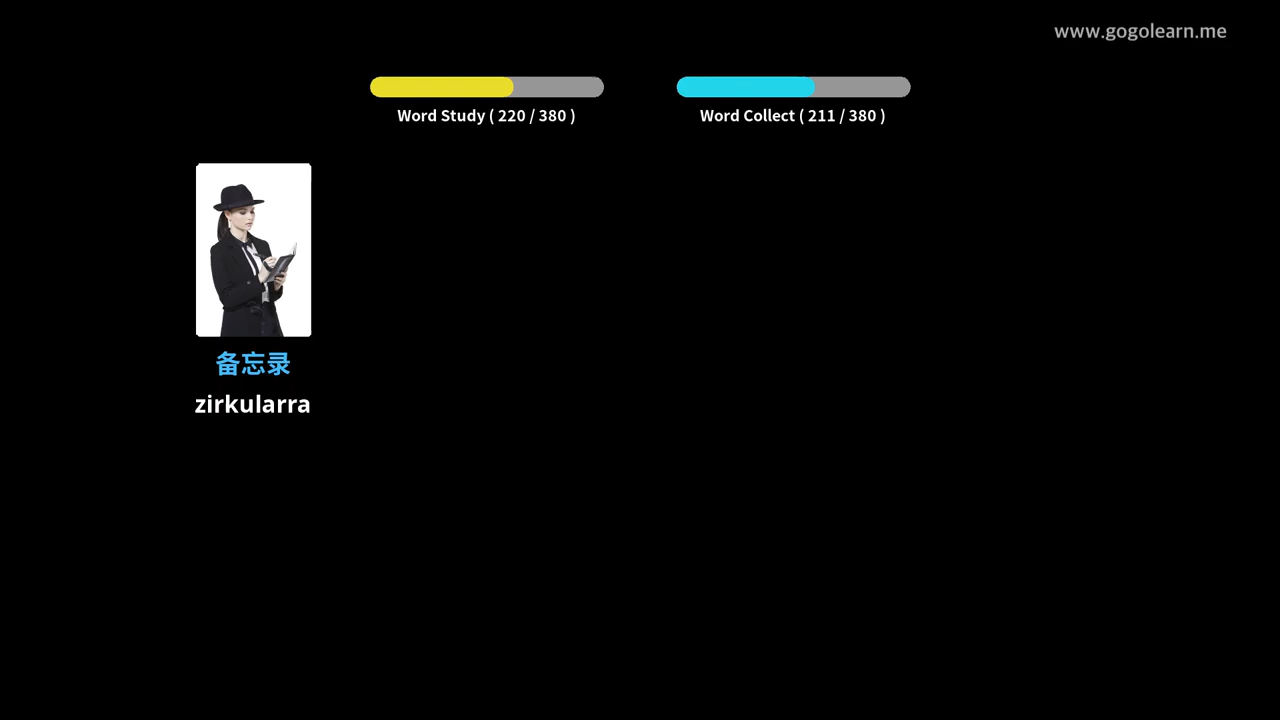 www.gogolearn.me
Word Study ( 220 / 380 )
Word Collect ( 211 / 380 )
备忘录
zirkularra